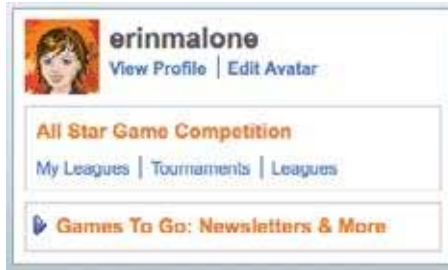 erinmalone
View Profile | Edit Avatar
All Star Game Competition
My Leagues | Tournaments | Leagues
Games To Go: Newsletters & More